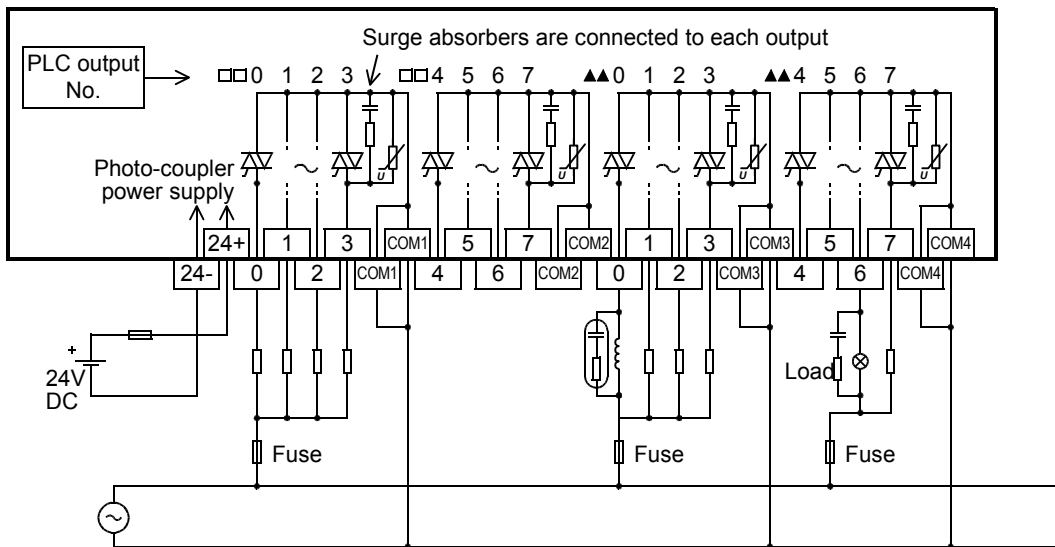 Surge absorbers are connected to each output
PLC output
No.
□□0 1 2 3 □□4 5 6 7 ▲▲0 1 2 3 ▲▲4 5 6 7
Photo-coupler
power supply
~ ~ ~ ~
U U U U
24+ 1 3 COM1 5 7 COM2 1 3 COM3 5 7 COM4
24- 0 2 COM1 4 6 COM2 0 2 COM3 4 6 COM4
+
24V
DC
Load
Fuse Fuse Fuse
~